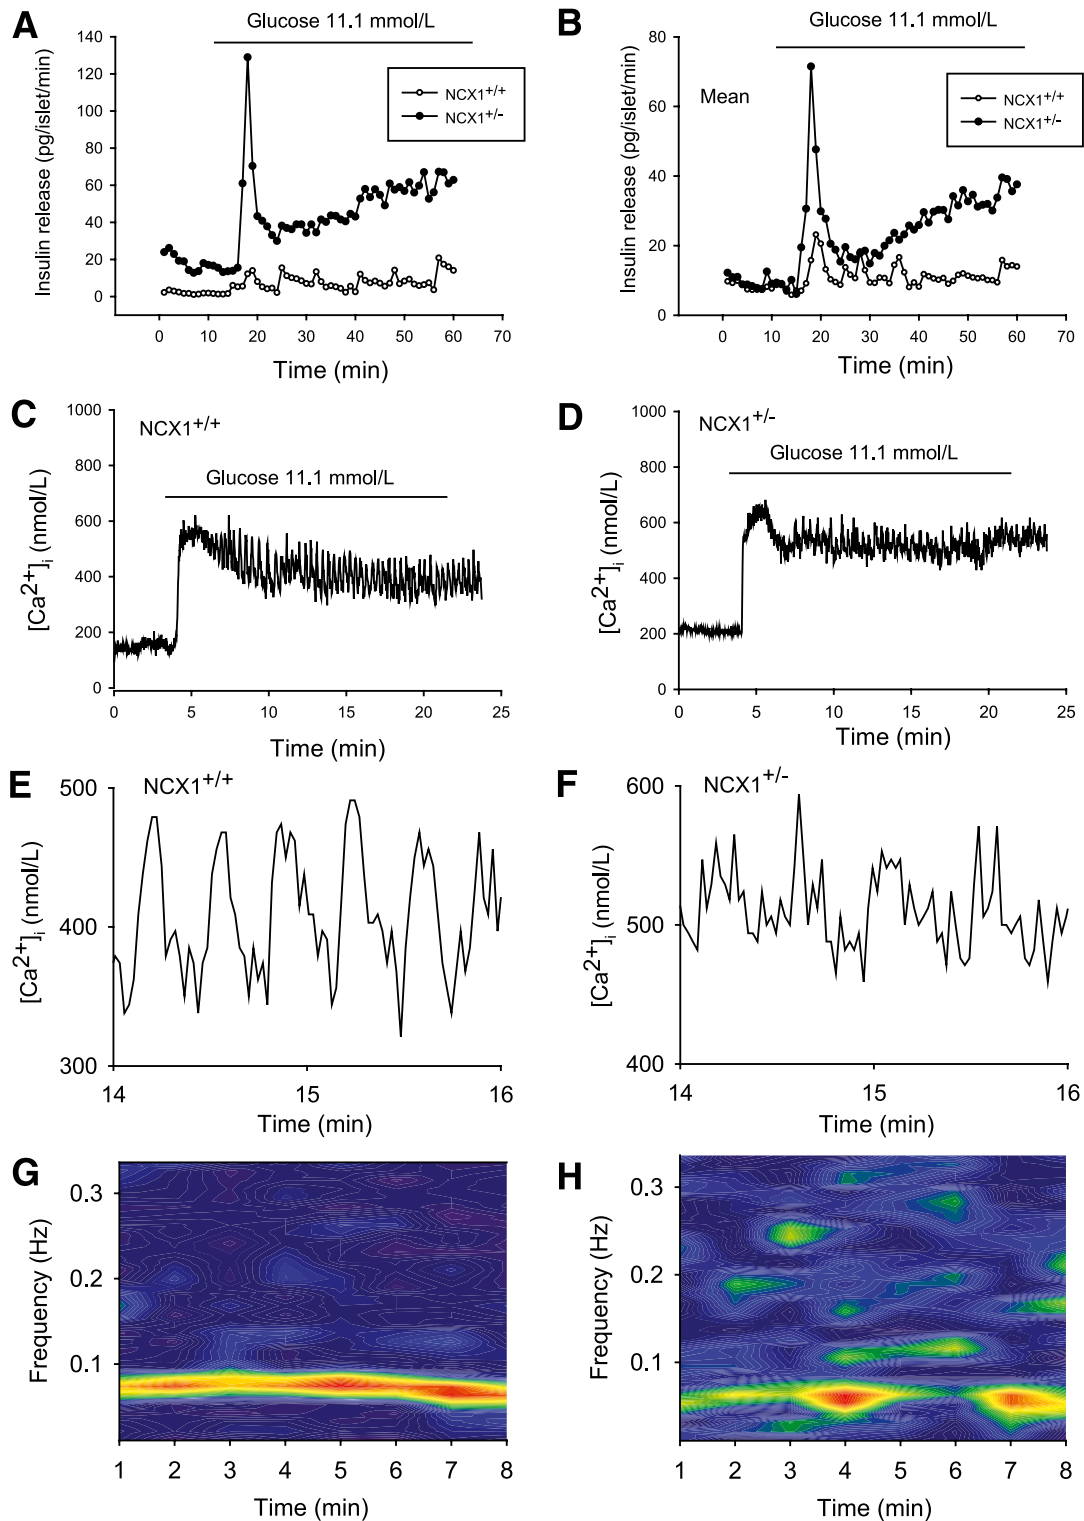 A
Glucose 11.1 mmol/L
Insulin release (pg/islet/min)
140
120
100
80
60
40
20
0
NCX1+/+
NCX1+/-
0 10 20 30 40 50 60 70
Time (min)
B
Glucose 11.1 mmol/L
Insulin release (pg/islet/min)
80
60
40
20
0
Mean
NCX1+/+
NCX1+/-
0 10 20 30 40 50 60 70
Time (min)
C
NCX1+/+
Glucose 11.1 mmol/L
[Ca2+]i (nmol/L)
1000
800
600
400
200
0
0 5 10 15 20 25
Time (min)
D
NCX1+/-
Glucose 11.1 mmol/L
[Ca2+]i (nmol/L)
1000
800
600
400
200
0
0 5 10 15 20 25
Time (min)
E
NCX1+/+
[Ca2+]i (nmol/L)
500
400
300
14 15 16
Time (min)
F
NCX1+/-
[Ca2+]i (nmol/L)
600
500
400
14 15 16
Time (min)
G
Frequency (Hz)
0.3
0.2
0.1
1 2 3 4 5 6 7 8
Time (min)
H
Frequency (Hz)
0.3
0.2
0.1
1 2 3 4 5 6 7 8
Time (min)